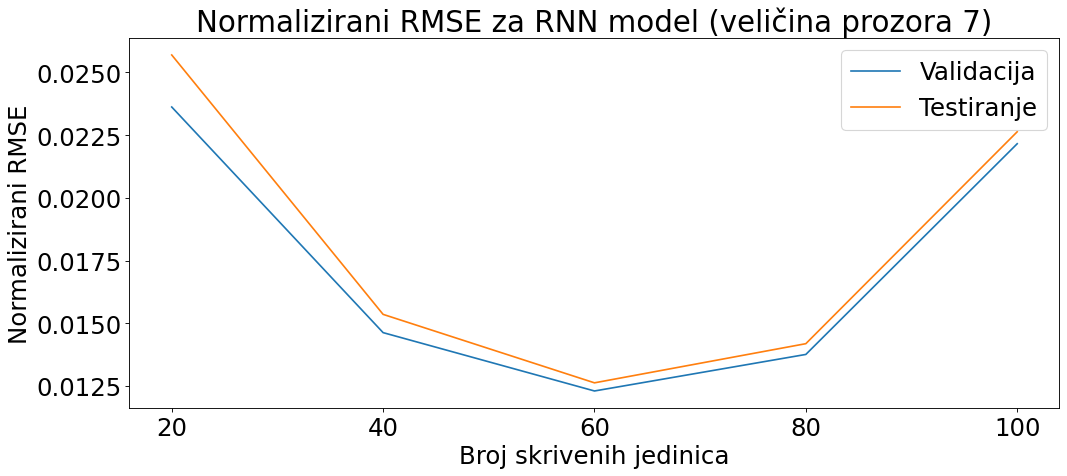 Normalizirani RMSE za RNN model (veličina prozora 7)
Validacija
Testiranje
Normalizirani RMSE
0.0250
0.0225
0.0200
0.0175
0.0150
0.0125
20 40 60 80 100
Broj skrivenih jedinica